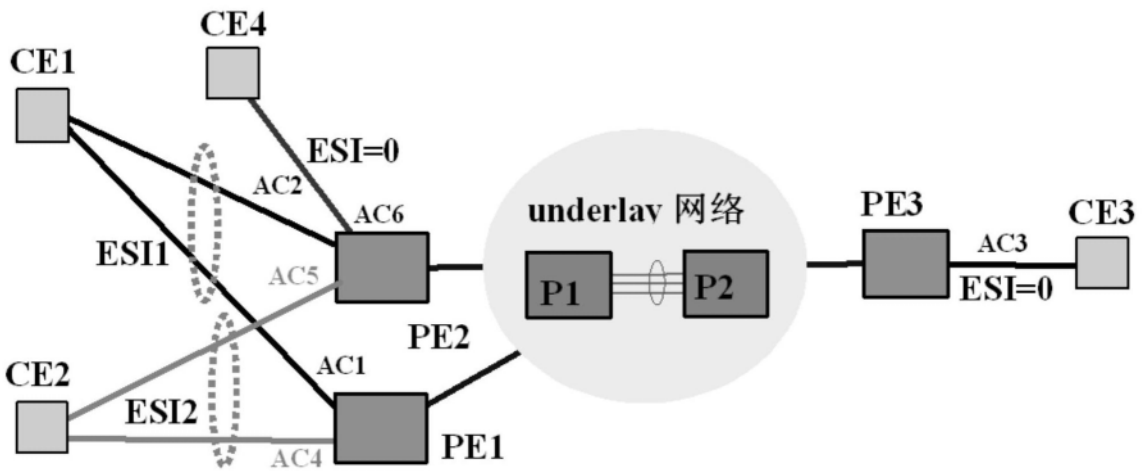 CE4
CE1
ESI=0
AC2
AC6
underlay 网络
PE3
CE3
AC3
ESI1
AC5
P1
P2
ESI=0
PE2
AC1
CE2
ESI2
AC4
PE1